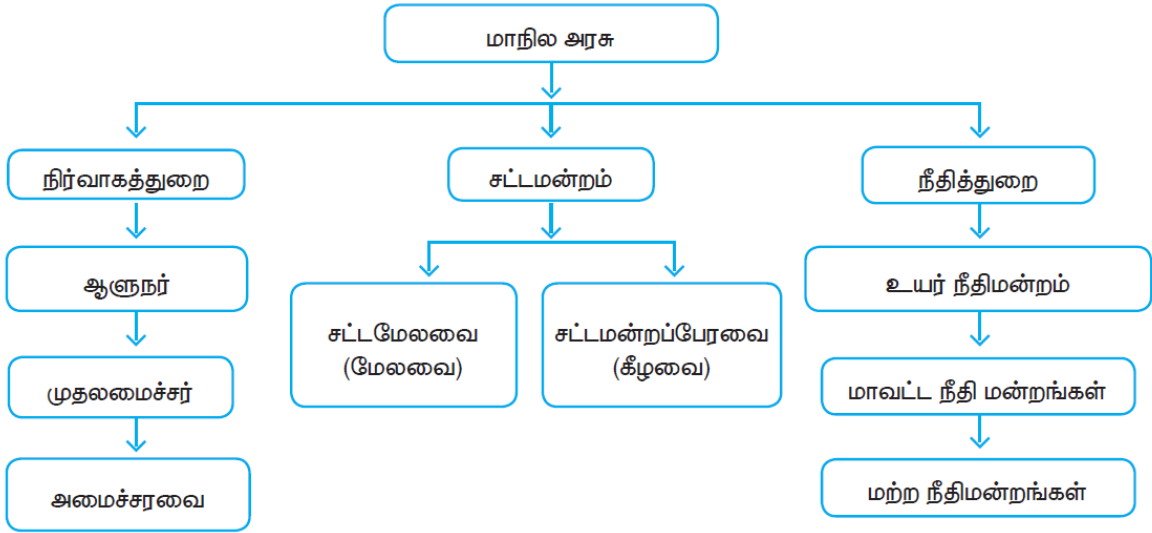 மாநில அரசு
நிர்வாகத்துறை
சட்டமன்றம்
நீதித்துறை
ஆளுநர்
உயர் நீதிமன்றம்
சட்டமேலவை
(மேலவை)
சட்டமன்றப்பேரவை
(கீழவை)
முதலமைச்சர்
மாவட்ட நீதி மன்றங்கள்
அமைச்சரவை
மற்ற நீதிமன்றங்கள்